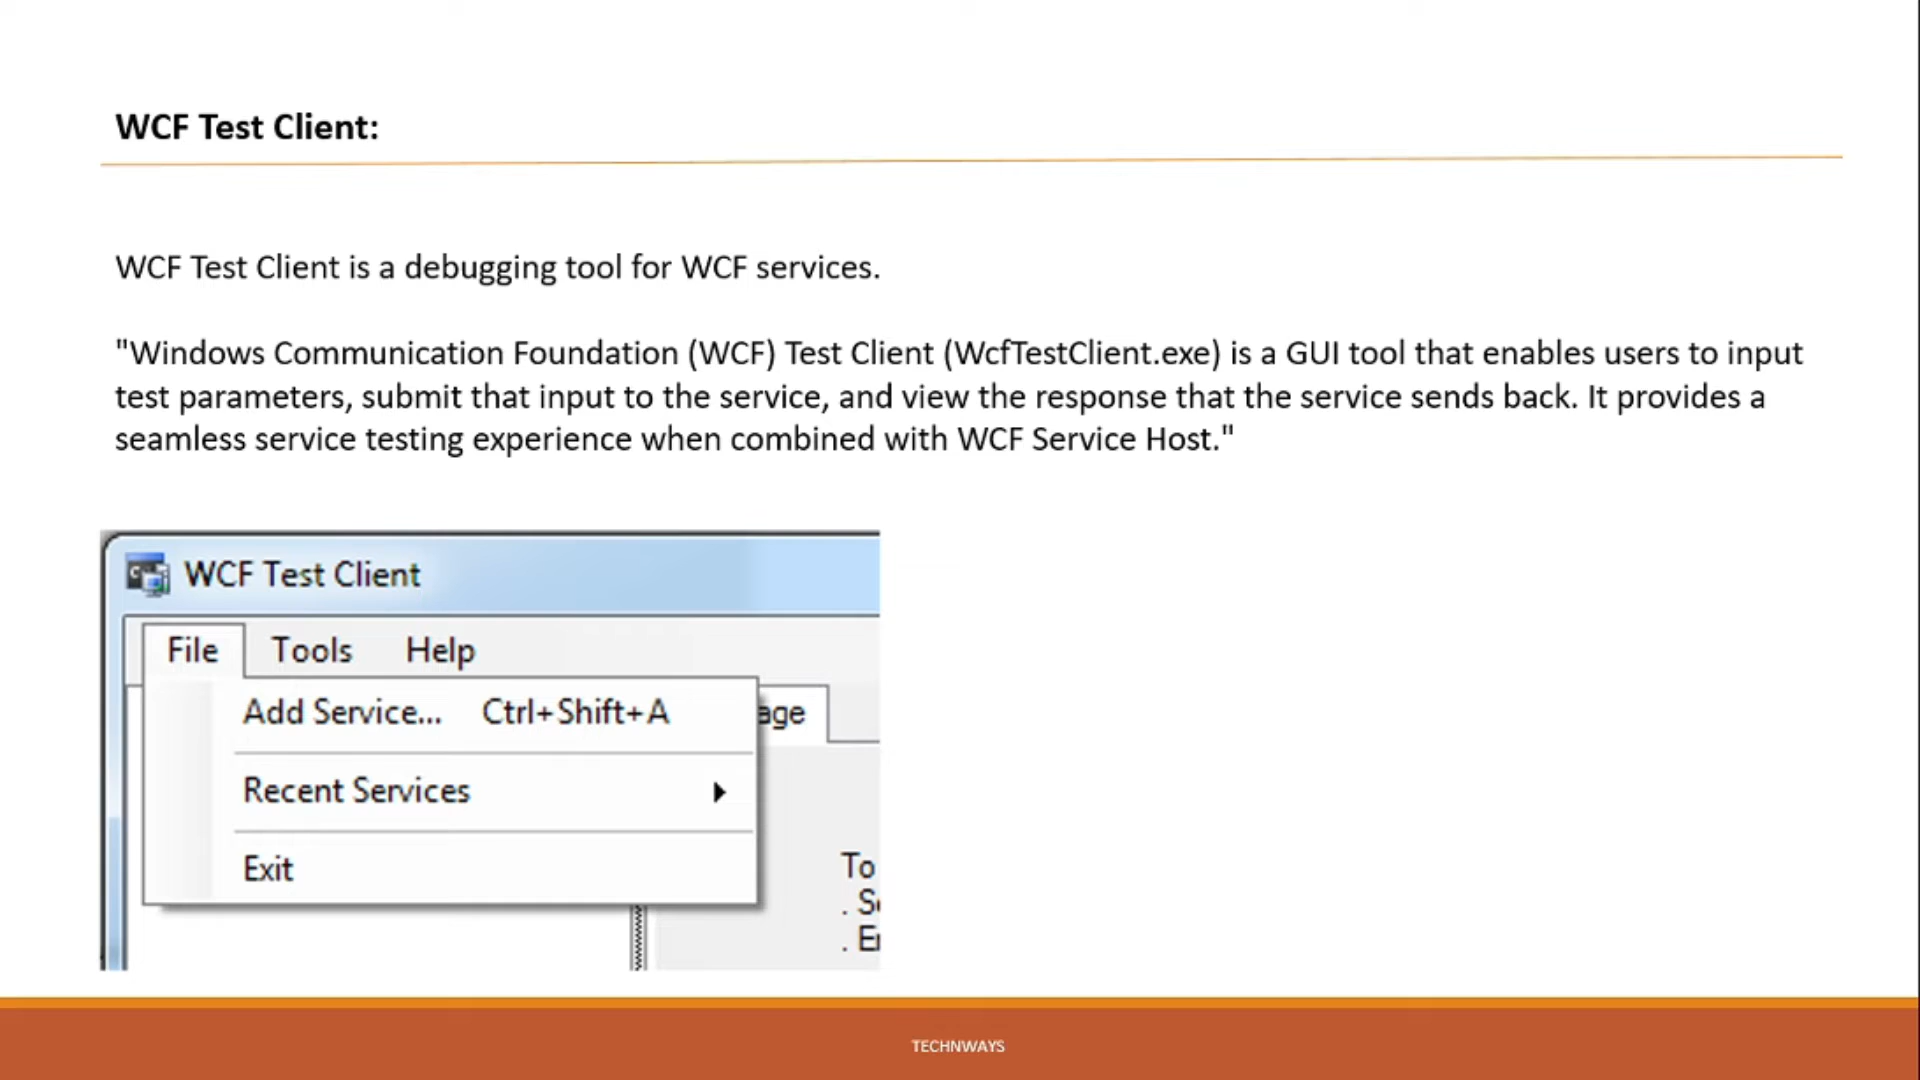 WCF Test Client:
WCF Test Client is a debugging tool for WCF services.
"Windows Communication Foundation (WCF) Test Client (WcfTestClient.exe) is a GUI tool that enables users to input
test parameters, submit that input to the service, and view the response that the service sends back. It provides a
seamless service testing experience when combined with WCF Service Host."
WCF Test Client
File Tools Help
Add Service... Ctrl+Shift+A
Recent Services
Exit
To
TECHNWAYS